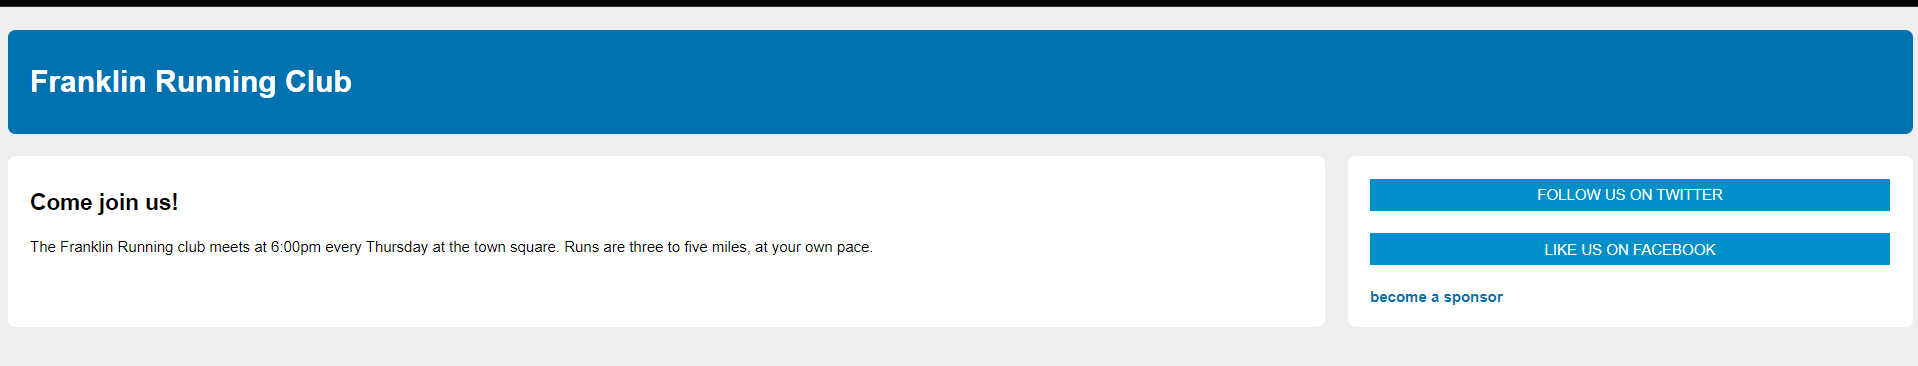 Franklin Running Club
Come join us!
The Franklin Running club meets at 6:00pm every Thursday at the town square. Runs are three to five miles, at your own pace.
FOLLOW US ON TWITTER
LIKE US ON FACEBOOK
become a sponsor